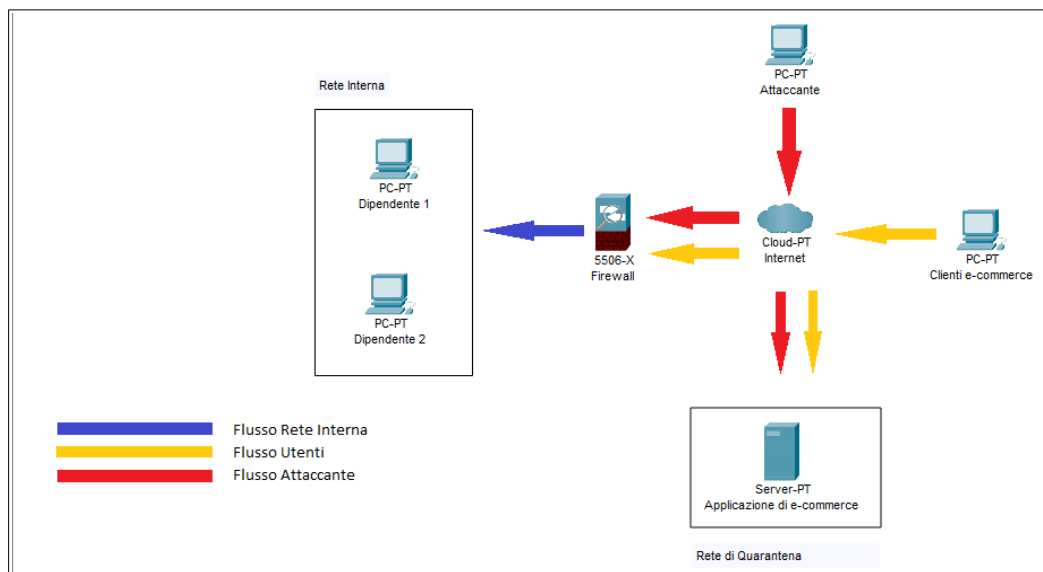 PC-PT
Attaccante
Rete Interna
PC-PT
Dipendente 1
5506-X
Firewall
Cloud-PT
Internet
PC-PT
Clienti e-commerce
PC-PT
Dipendente 2
Flusso Rete Interna
Flusso Utenti
Flusso Attaccante
Server-PT
Applicazione di e-commerce
Rete di Quarantena